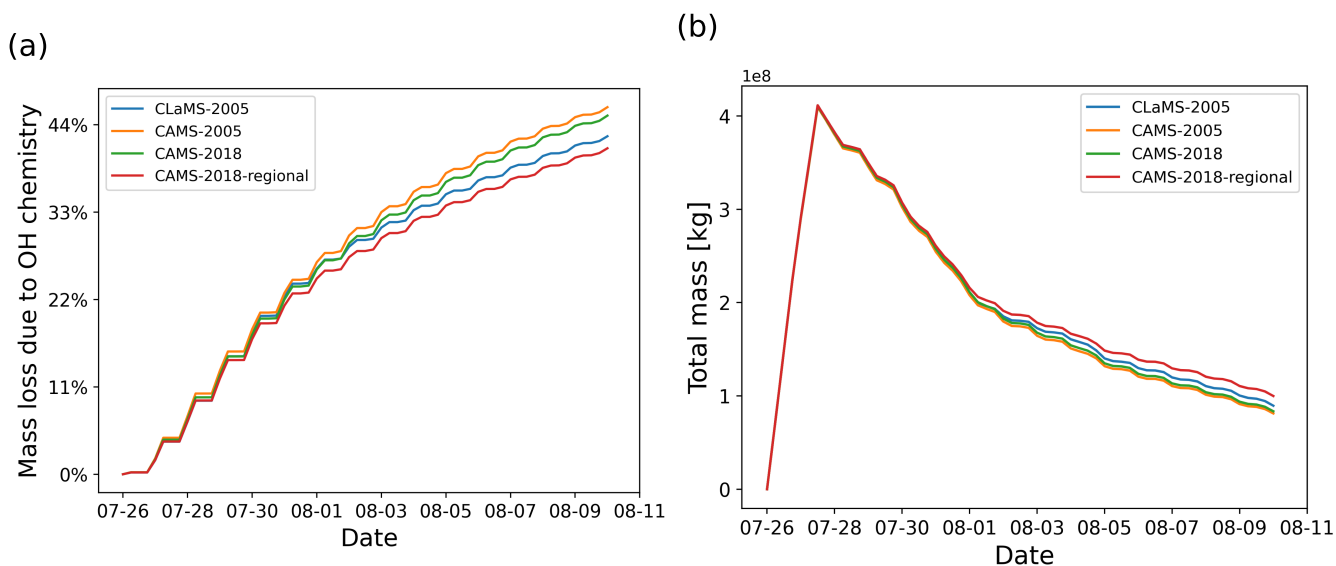 (a)
Mass loss due to OH chemistry
44%
33%
22%
11%
0%
CLaMS-2005
CAMS-2005
CAMS-2018
CAMS-2018-regional
07-26 07-28 07-30 08-01 08-03 08-05 08-07 08-09 08-11
Date
(b)
1e8
Total mass [kg]
4
3
2
1
0
CLaMS-2005
CAMS-2005
CAMS-2018
CAMS-2018-regional
07-26 07-28 07-30 08-01 08-03 08-05 08-07 08-09 08-11
Date